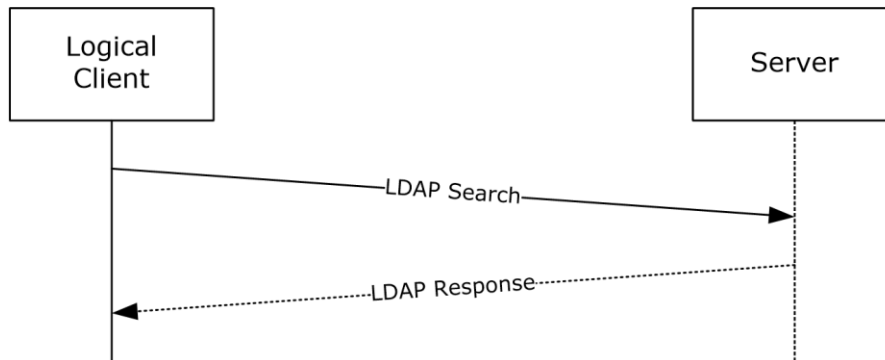 Logical
Client
Server
LDAP Search
LDAP Response